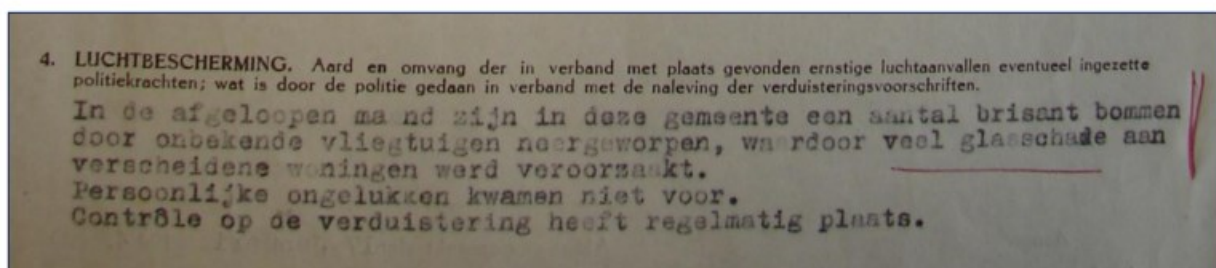 4. LUCHTBESCHERMING. Aard en omvang der in verband met plaats gevonden ernstige luchtaanvallen eventueel ingezette
politiekrachten; wat is door de politie gedaan in verband met de naleving der verduisteringsvoorschriften.
In de afgeloopen ma nd zijn in deze gemeente een aantal brisant bommen
door onbekende vliegtuigen neergeworpen, waardoor veel glasschade aan
verscheidene woningen werd veroorzaakt.
Persoonlijke ongelukken kwamen niet voor.
Contrôle op de verduistering heeft regelmatig plaats.